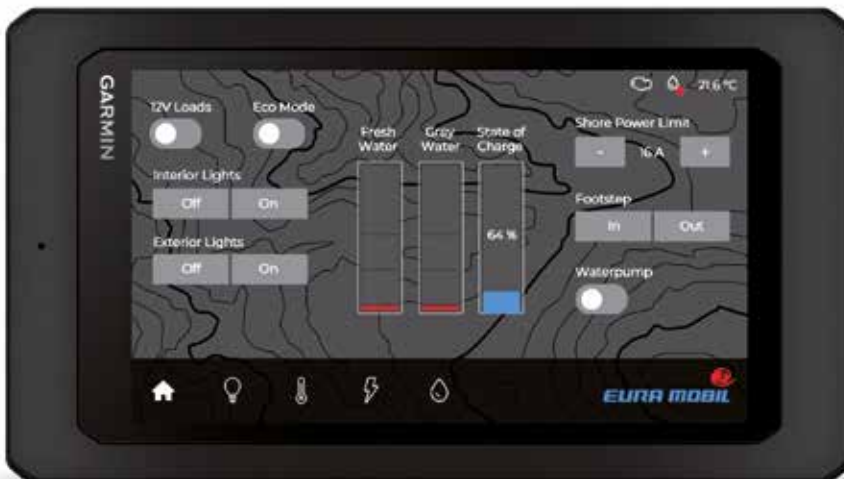 GARMIN
21.6 °C
12V Loads
Eco Mode
Interior Lights
Off
On
Exterior Lights
Off
On
Fresh
Water
Gray
Water
State of
Charge
64 %
Shore Power Limit
-
16 A
+
Footstep
In
Out
Waterpump
EURA MOBIL